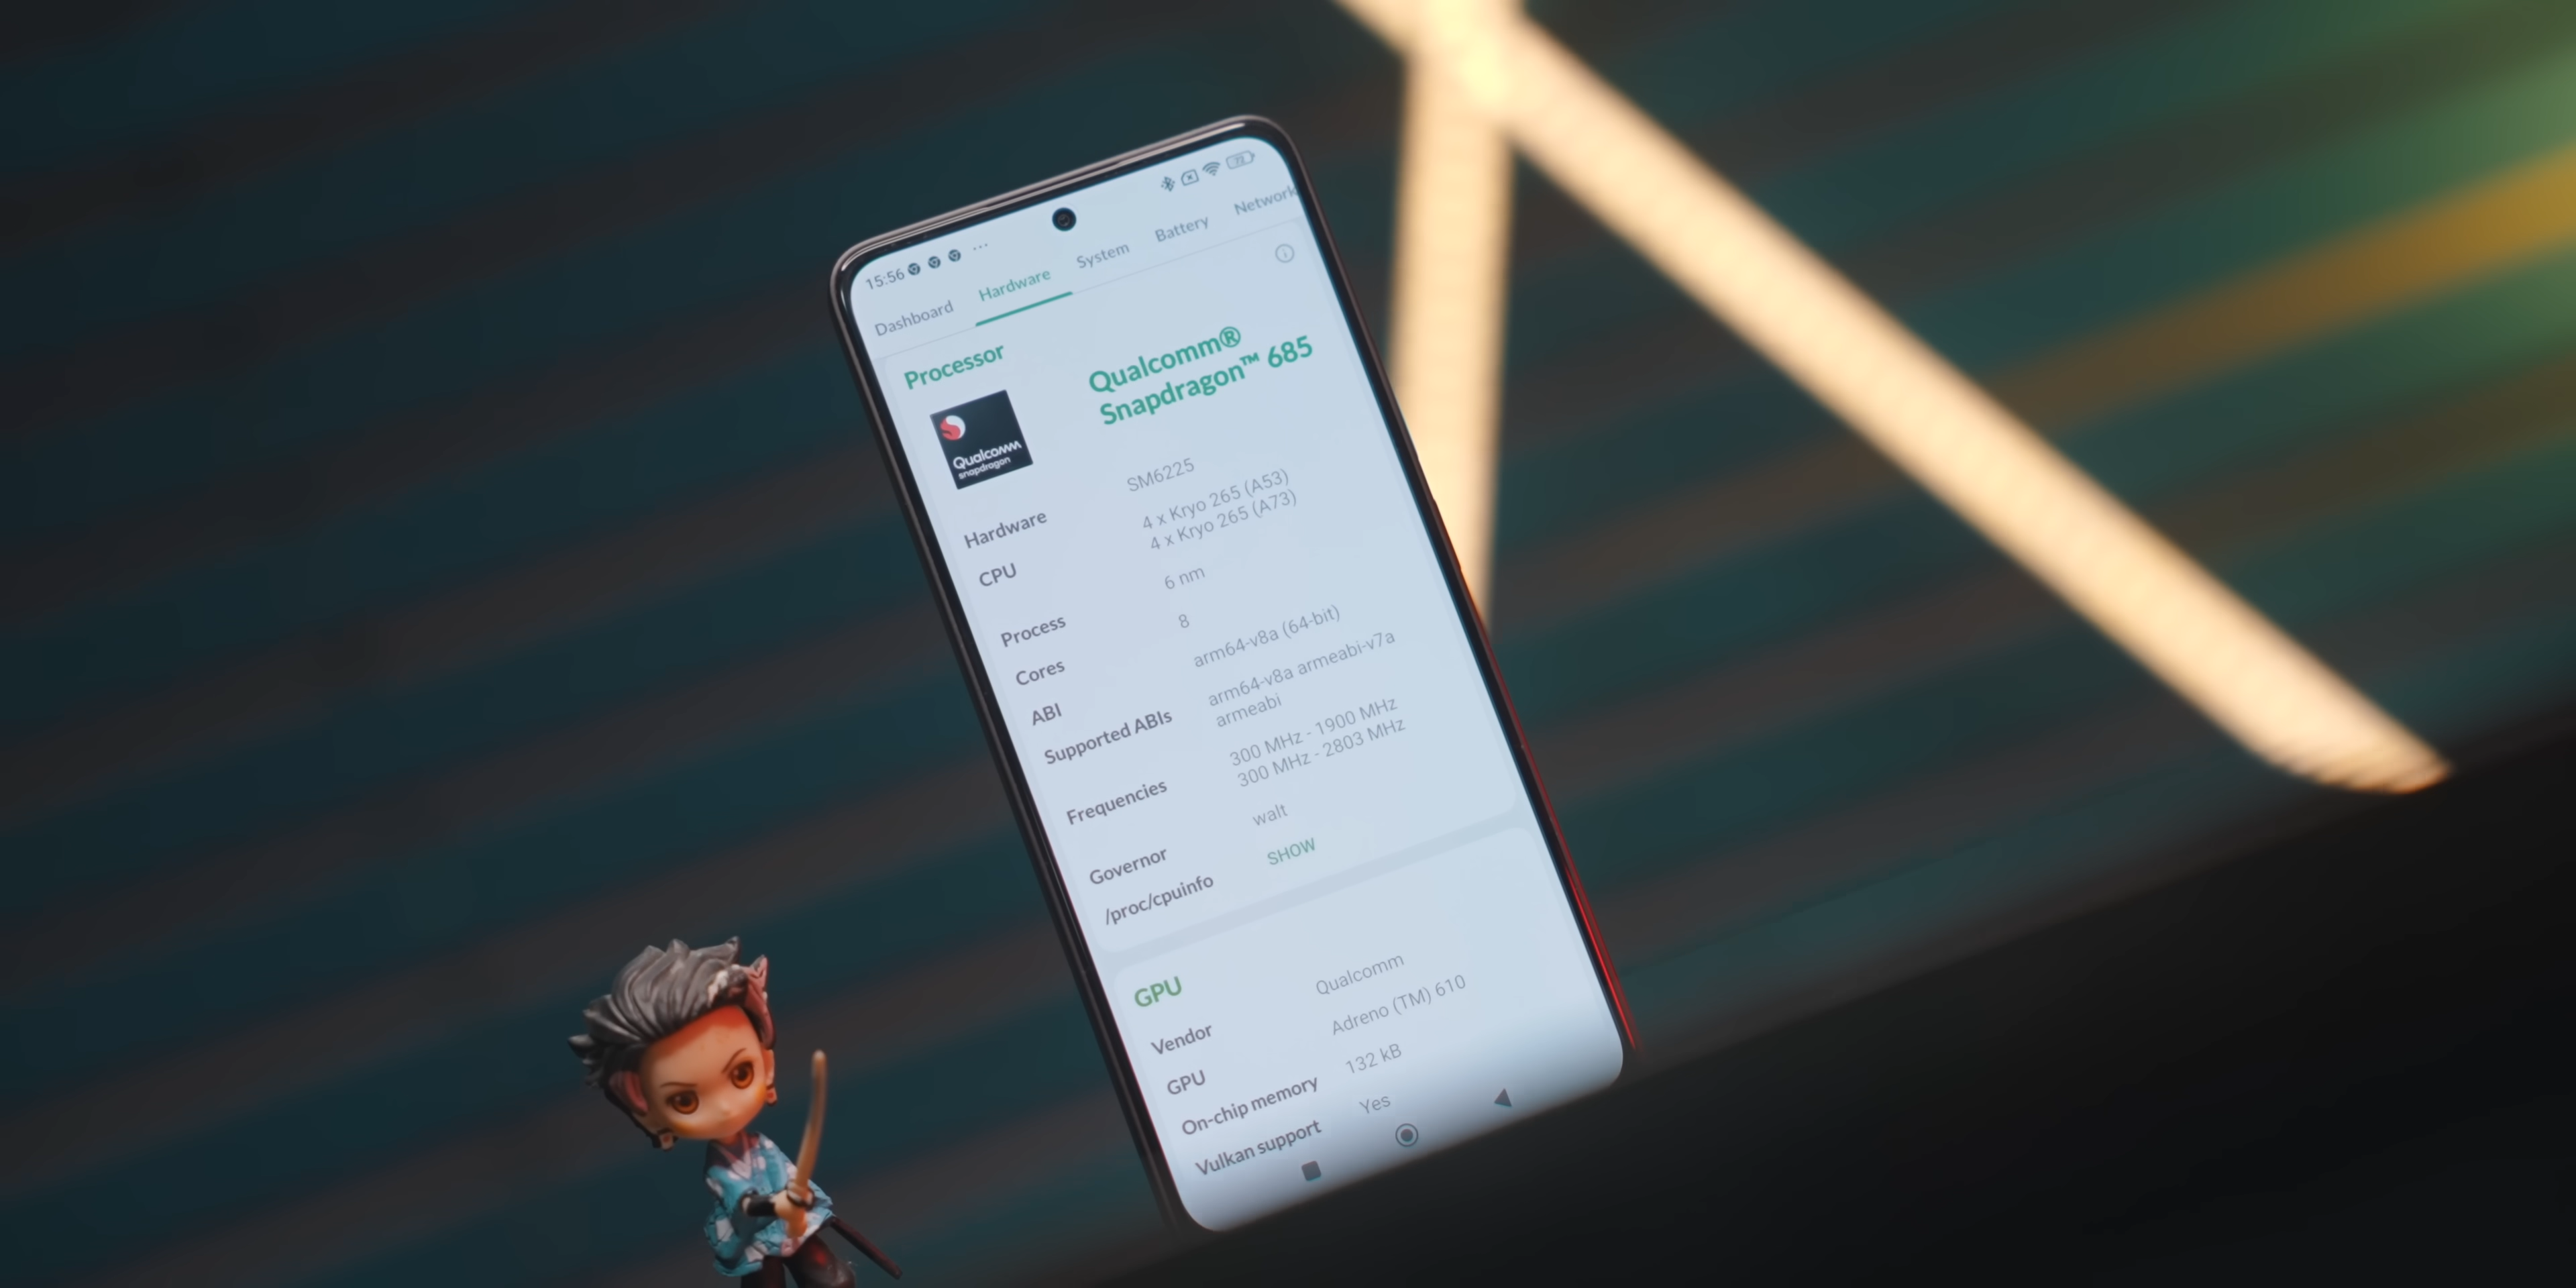 15:56
73
Dashboard Hardware System Battery Network
Processor
Qualcomm®
Snapdragon™ 685
Qualcomm
snapdragon
Hardware SM6225
CPU 4 x Kryo 265 (A53)
4 x Kryo 265 (A73)
Process 6 nm
Cores 8
ABI arm64-v8a (64-bit)
Supported ABIs arm64-v8a armeabi-v7a
armeabi
Frequencies 300 MHz - 1900 MHz
300 MHz - 2803 MHz
Governor walt
/proc/cpuinfo SHOW
GPU
Vendor Qualcomm
GPU Adreno (TM) 610
On-chip memory 132 kB
Vulkan support Yes